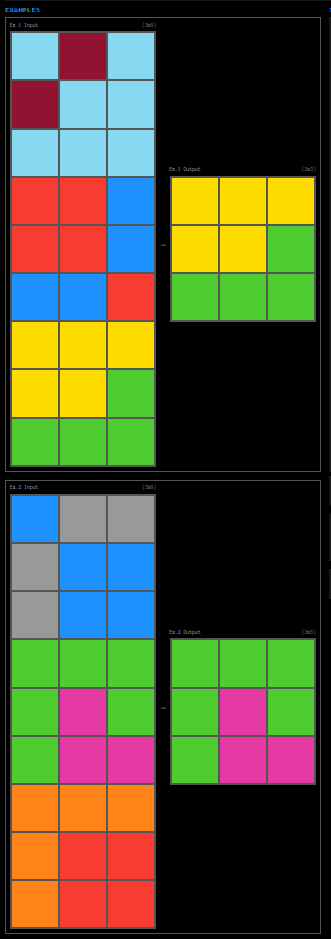 EXAMPLES
Ex.1 Input (3x9)
Ex.1 Output (3x3)
→
Ex.2 Input (3x9)
Ex.2 Output (3x3)
→